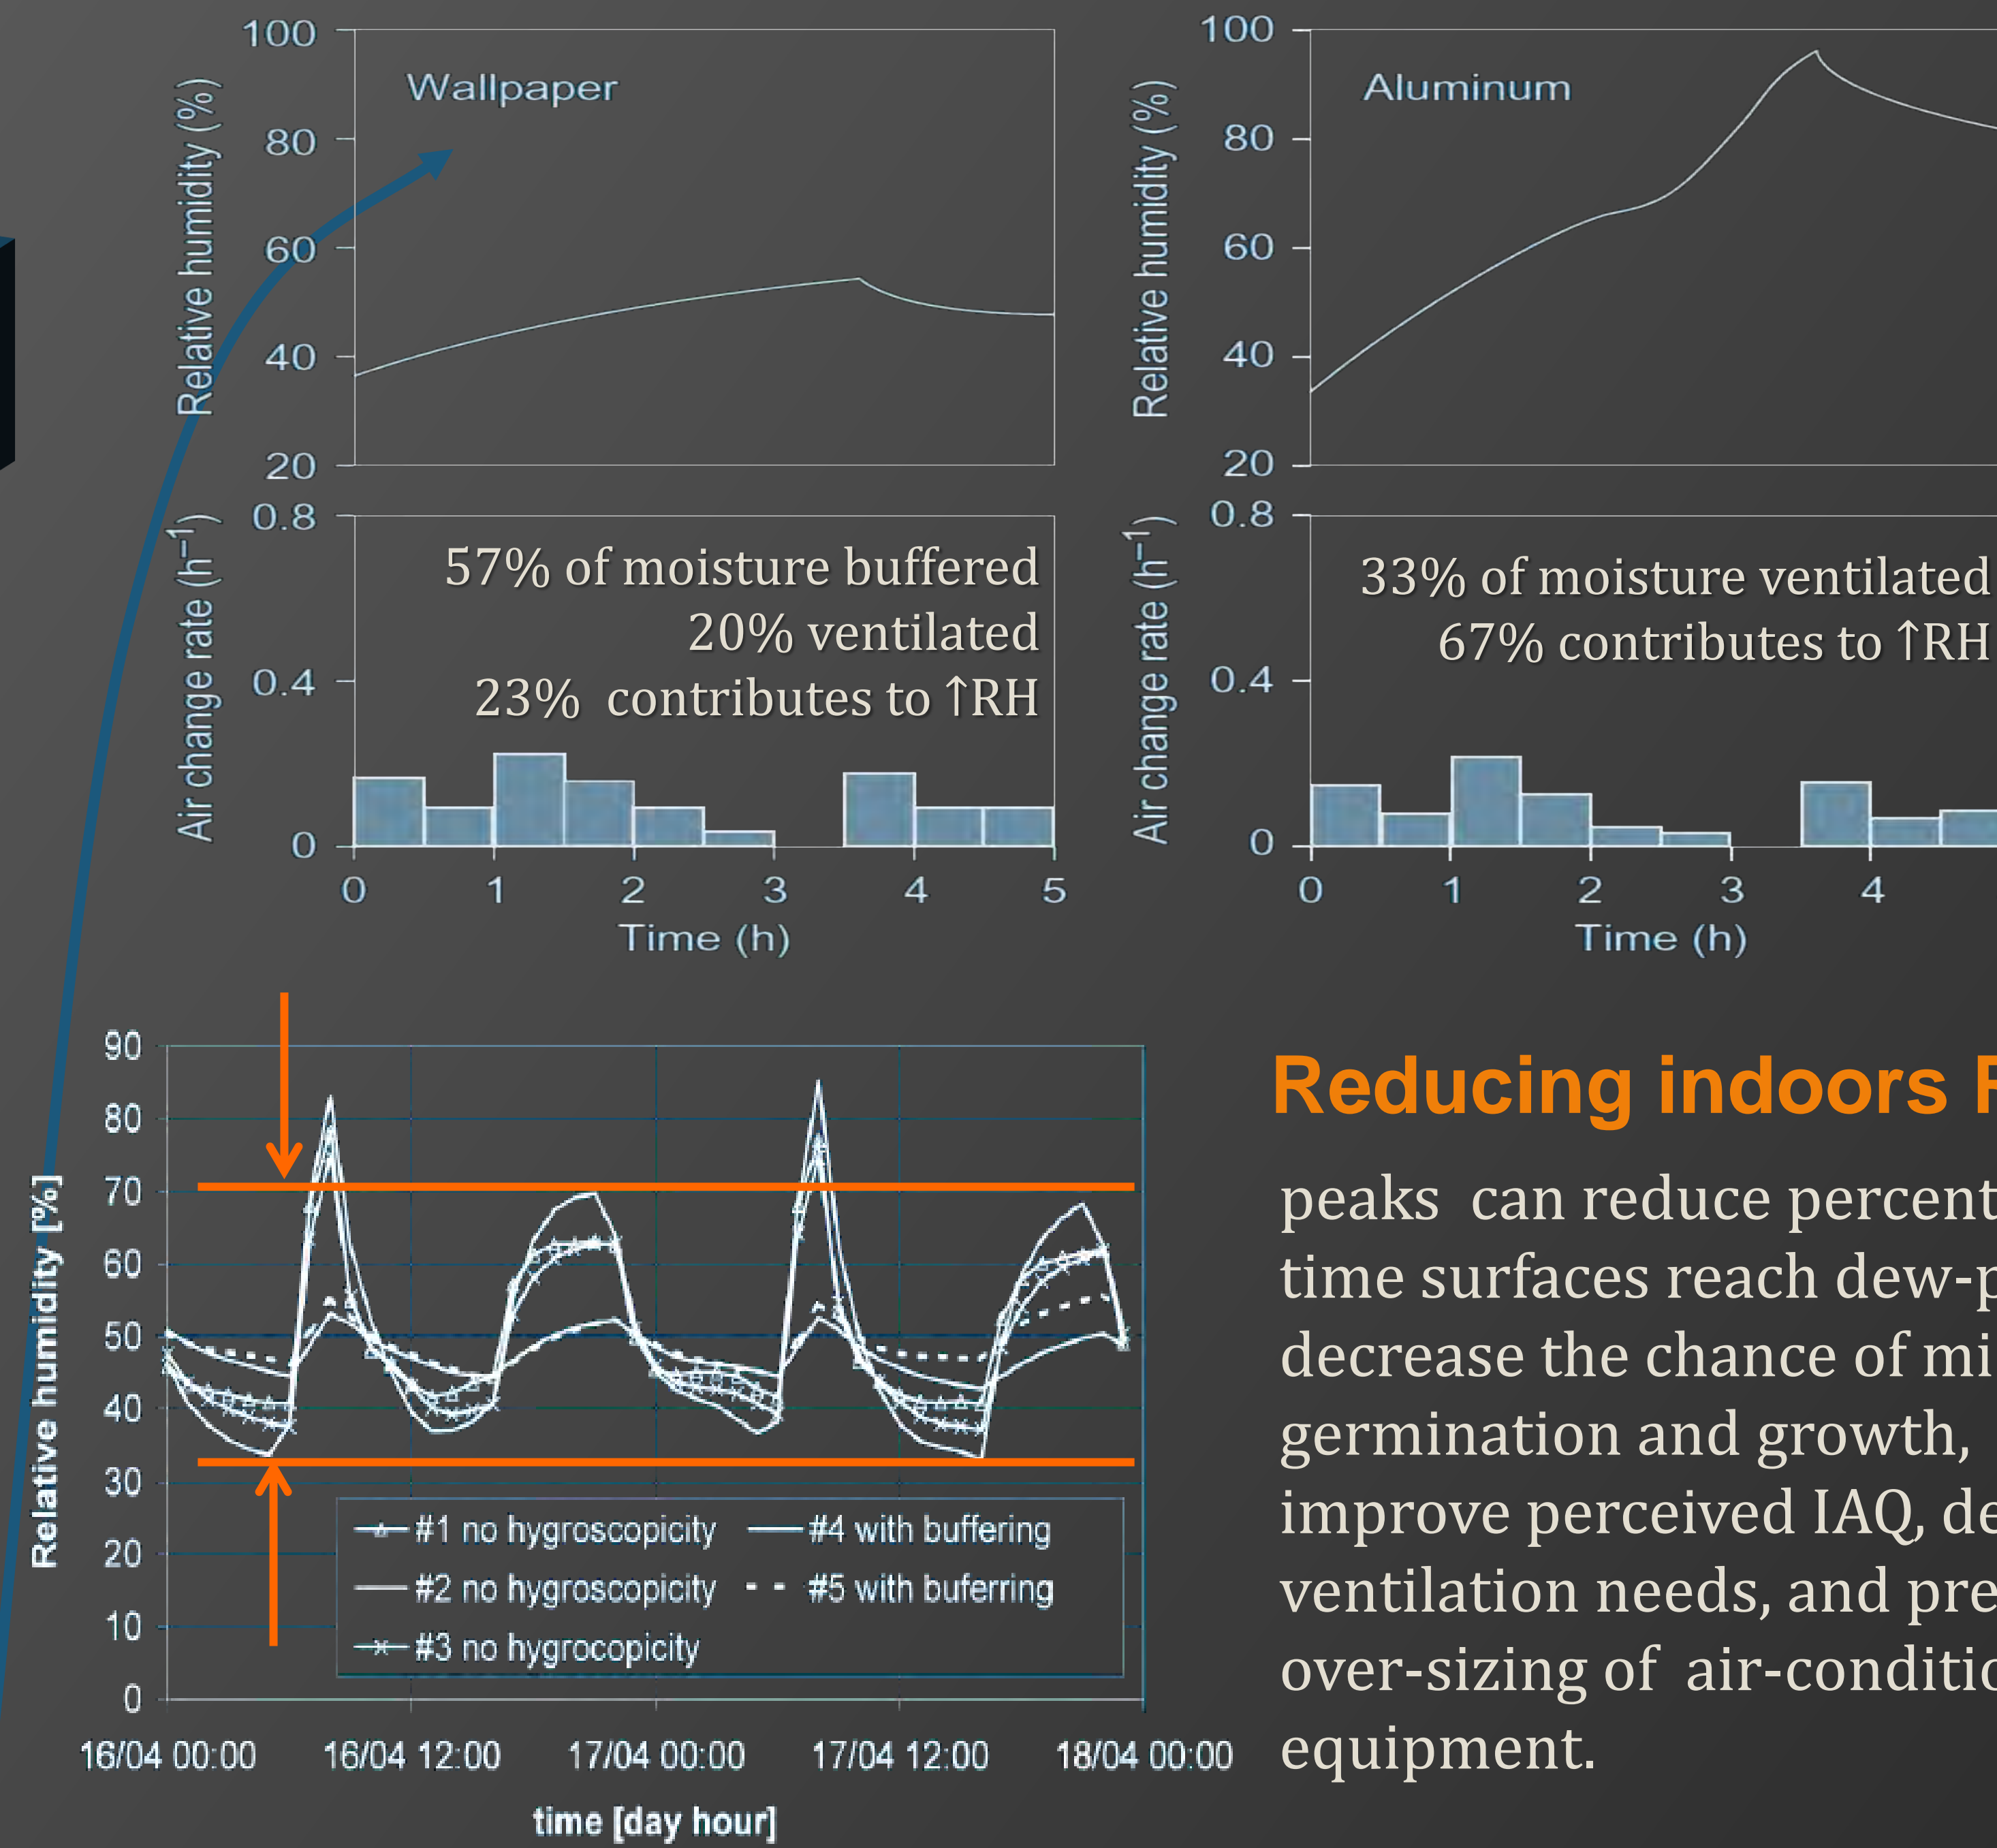 Wallpaper
Relative humidity (%)
100
80
60
40
20
Air change rate (h⁻¹)
0.8
0.4
0
57% of moisture buffered
20% ventilated
23%  contributes to ↑RH
0 1 2 3 4 5
Time (h)
Aluminum
Relative humidity (%)
100
80
60
40
20
Air change rate (h⁻¹)
0.8
0.4
0
33% of moisture ventilated
67% contributes to ↑RH
0 1 2 3 4
Time (h)
Relative humidity [%]
90
80
70
60
50
40
30
20
10
0
#1 no hygroscopicity
#4 with buffering
#2 no hygroscopicity
#5 with buferring
#3 no hygrocopicity
16/04 00:00 16/04 12:00 17/04 00:00 17/04 12:00 18/04 00:00
time [day hour]
Reducing indoors
peaks  can reduce percent
time surfaces reach dew-p
decrease the chance of mi
germination and growth,
improve perceived IAQ, de
ventilation needs, and pre
over-sizing of  air-conditio
equipment.